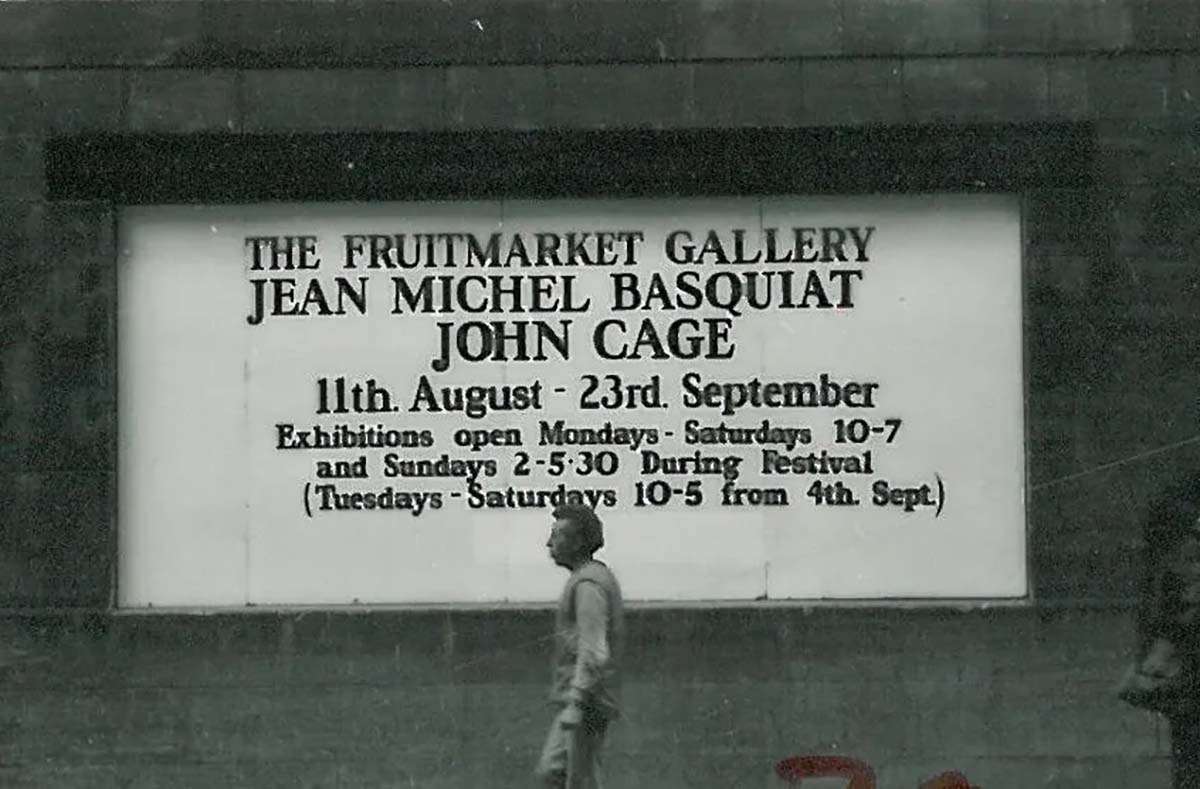 THE FRUITMARKET GALLERY
JEAN MICHEL BASQUIAT
JOHN CAGE
11th. August - 23rd. September
Exhibitions open Mondays - Saturdays 10-7
and Sundays 2-5·30 During Festival
(Tuesdays - Saturdays 10-5 from 4th. Sept.)